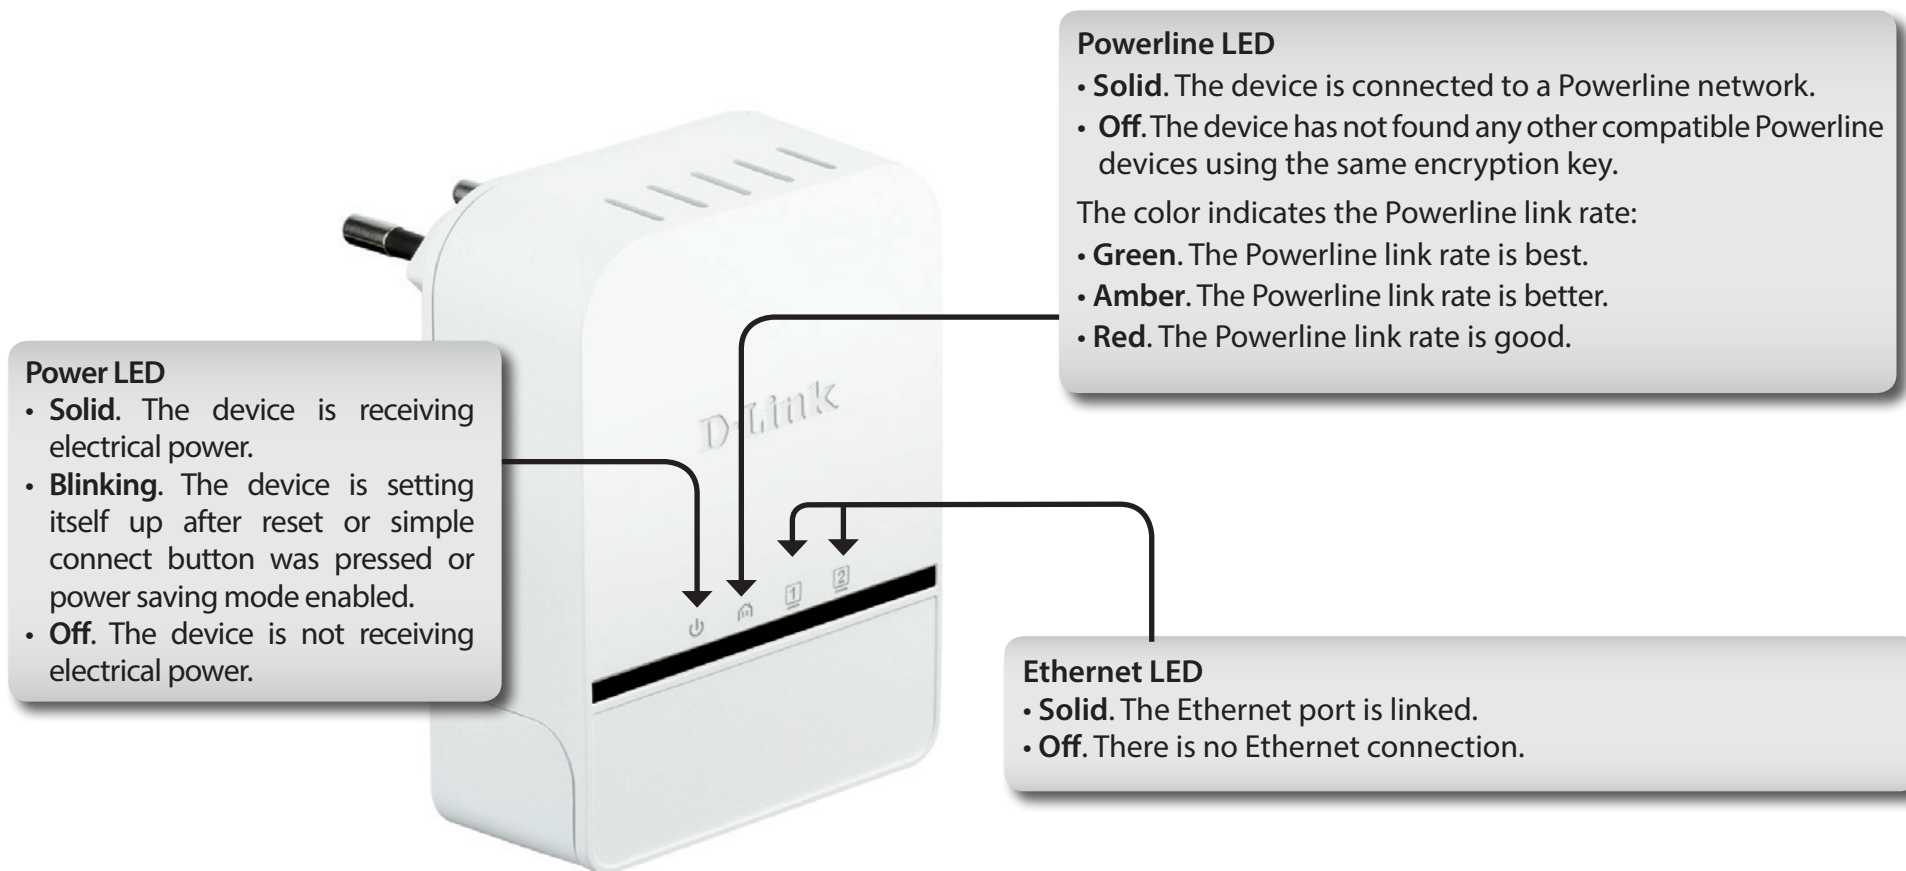 Powerline LED
• Solid. The device is connected to a Powerline network.
• Off. The device has not found any other compatible Powerline
devices using the same encryption key.
The color indicates the Powerline link rate:
• Green. The Powerline link rate is best.
• Amber. The Powerline link rate is better.
• Red. The Powerline link rate is good.
Power LED
• Solid. The device is receiving
electrical power.
• Blinking. The device is setting
itself up after reset or simple
connect button was pressed or
power saving mode enabled.
• Off. The device is not receiving
electrical power.
D-Link
1
2
Ethernet LED
• Solid. The Ethernet port is linked.
• Off. There is no Ethernet connection.